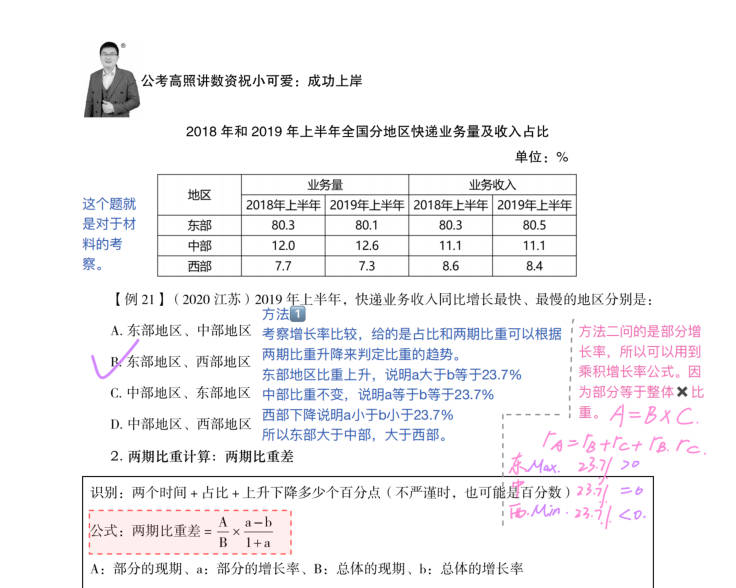 公考高照讲数资祝小可爱：成功上岸
2018 年和 2019 年上半年全国分地区快递业务量及收入占比
单位：%
地区 业务量 业务收入
2018年上半年 2019年上半年 2018年上半年 2019年上半年
东部 80.3 80.1 80.3 80.5
中部 12.0 12.6 11.1 11.1
西部 7.7 7.3 8.6 8.4
这个题就
是对于材
料的考
察。
【例 21】（2020 江苏）2019 年上半年，快递业务收入同比增长最快、最慢的地区分别是：
A. 东部地区、中部地区
B. 东部地区、西部地区
C. 中部地区、东部地区
D. 中部地区、西部地区
方法1
考察增长率比较，给的是占比和两期比重可以根据
两期比重升降来判定比重的趋势。
东部地区比重上升，说明a大于b等于23.7%
中部比重不变，说明a等于b等于23.7%
西部下降说明a小于b小于23.7%
所以东部大于中部，大于西部。
方法二问的是部分增
长率，所以可以用到
乘积增长率公式。因
为部分等于整体✖比
重。 A=B×C.
rA=rB+rC+rB.rC.
东Max. 23.7% >0
中 23.7% =0
西.Min. 23.7% <0.
2. 两期比重计算：两期比重差
识别：两个时间 + 占比 + 上升下降多少个百分点（不严谨时，也可能是百分数）
公式：两期比重差 = A/B × (a−b)/(1+a)
A：部分的现期、a：部分的增长率、B：总体的现期、b：总体的增长率